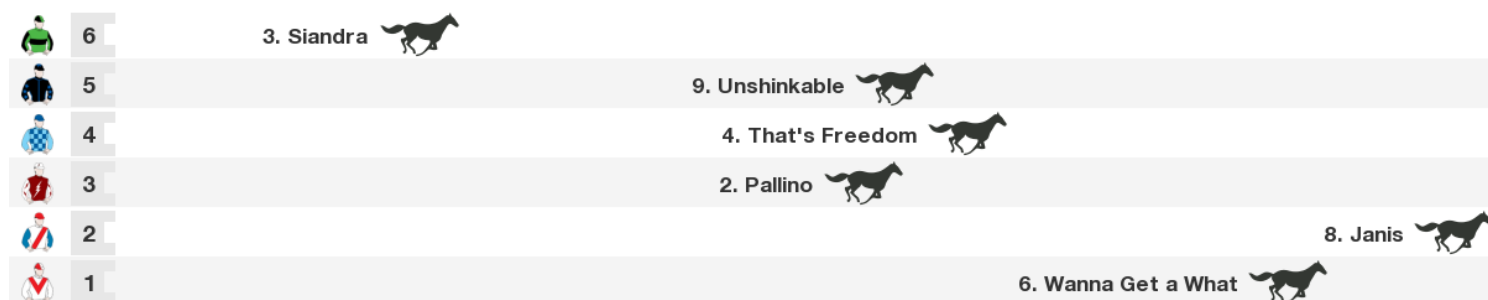 6 3. Siandra
5 9. Unshinkable
4 4. That's Freedom
3 2. Pallino
2 8. Janis
1 6. Wanna Get a What